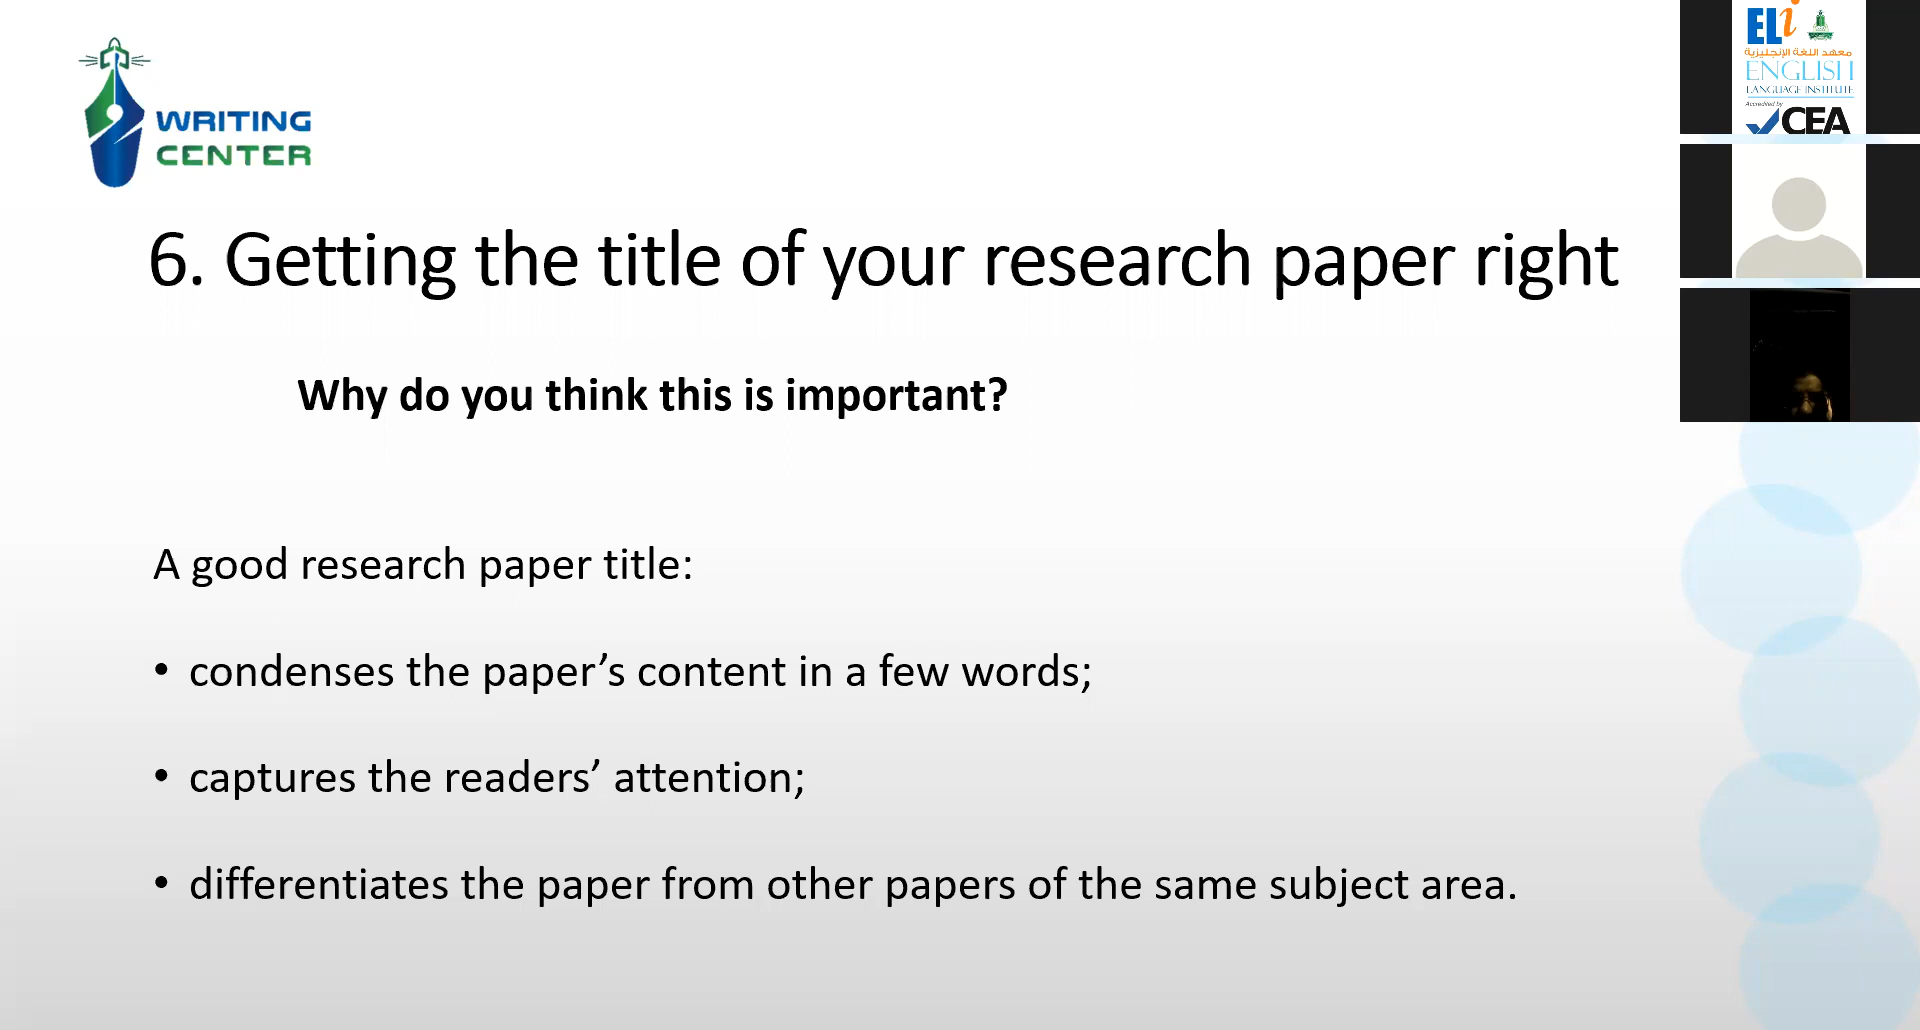 WRITING
CENTER
6. Getting the title of your research paper right
Why do you think this is important?
A good research paper title:
• condenses the paper’s content in a few words;
• captures the readers’ attention;
• differentiates the paper from other papers of the same subject area.
ELi
معهد اللغة الإنجليزية
ENGLISH
LANGUAGE INSTITUTE
Accredited by
CEA